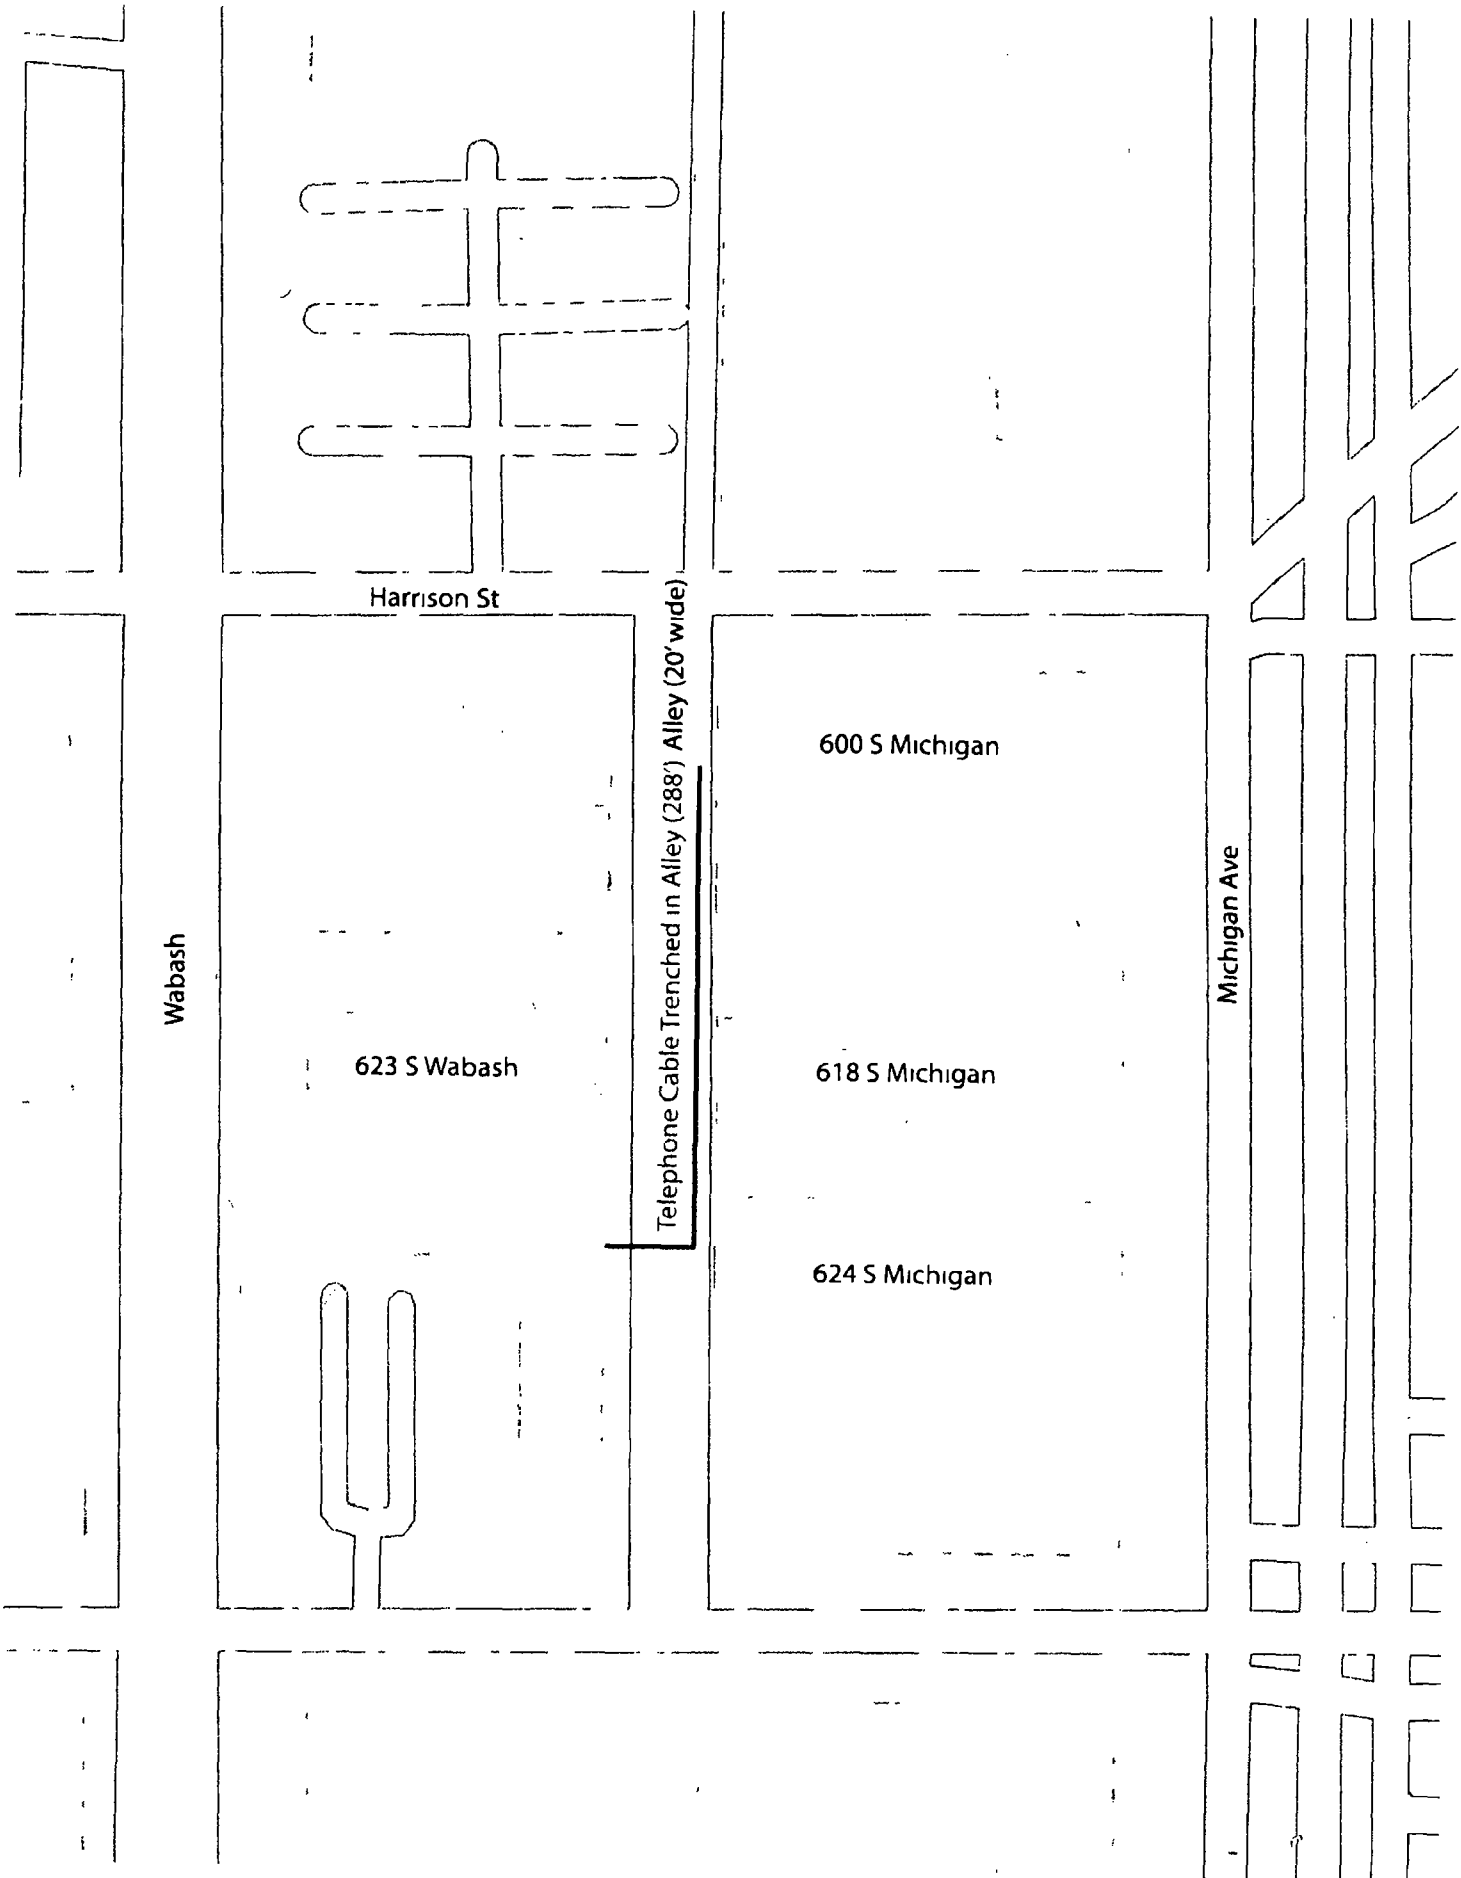 Harrison St
Telephone Cable Trenched in Alley (288') Alley (20' wide)
600 S Michigan
Michigan Ave
Wabash
623 S Wabash
618 S Michigan
624 S Michigan